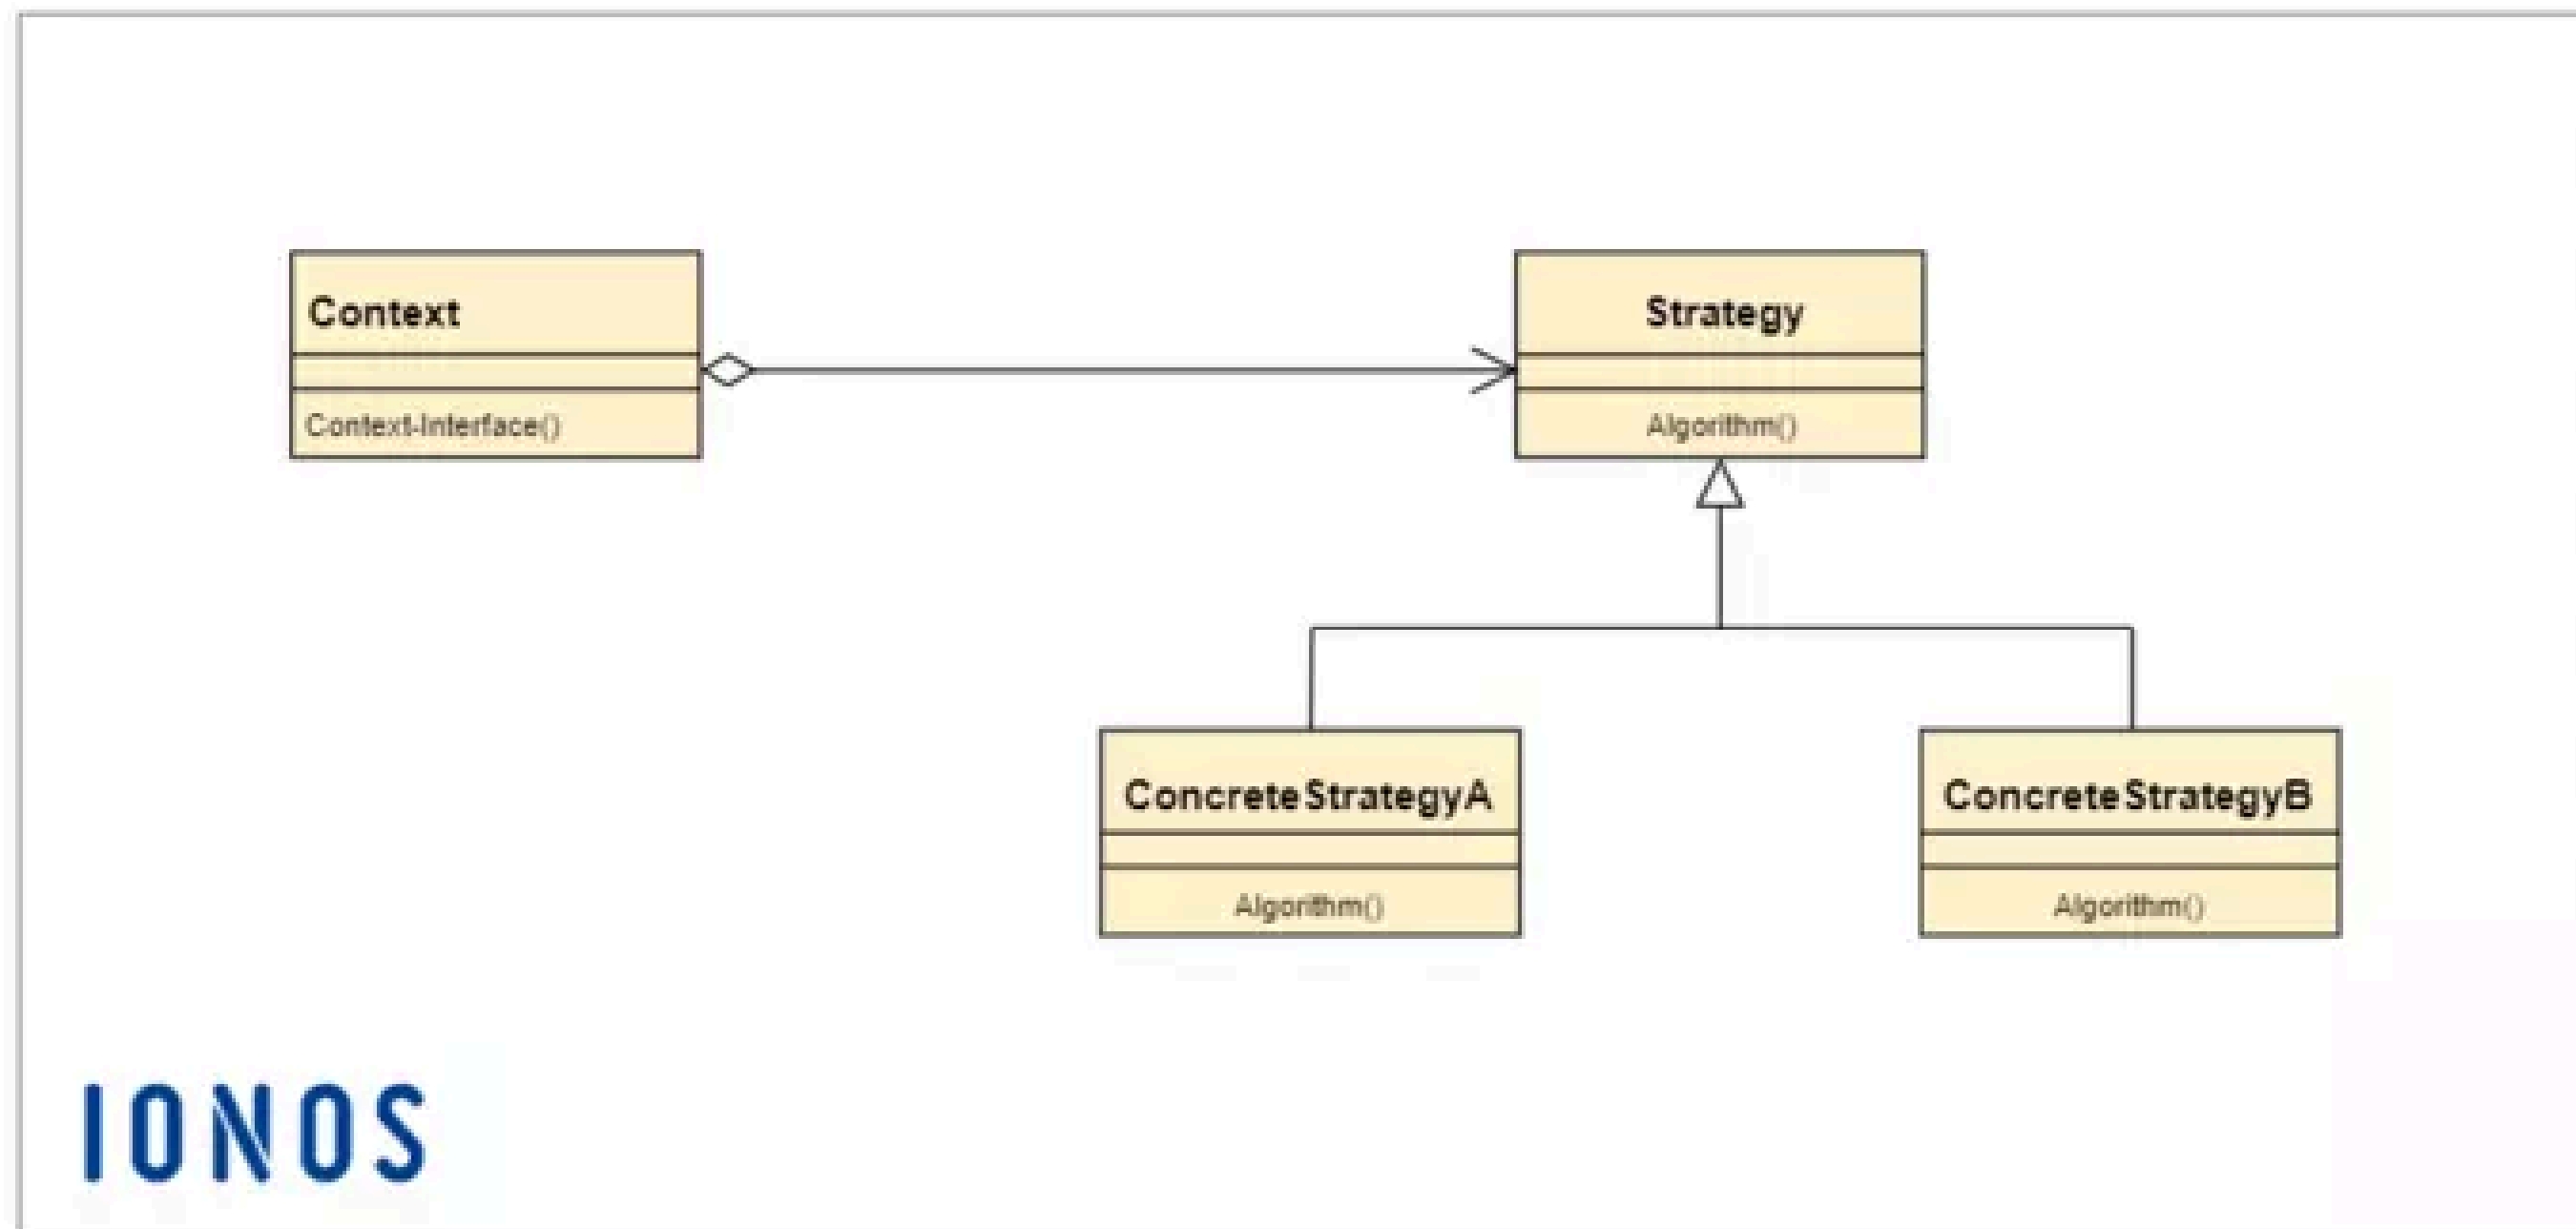 Context
Context-Interface()
Strategy
Algorithm()
ConcreteStrategyA
Algorithm()
ConcreteStrategyB
Algorithm()
IONOS